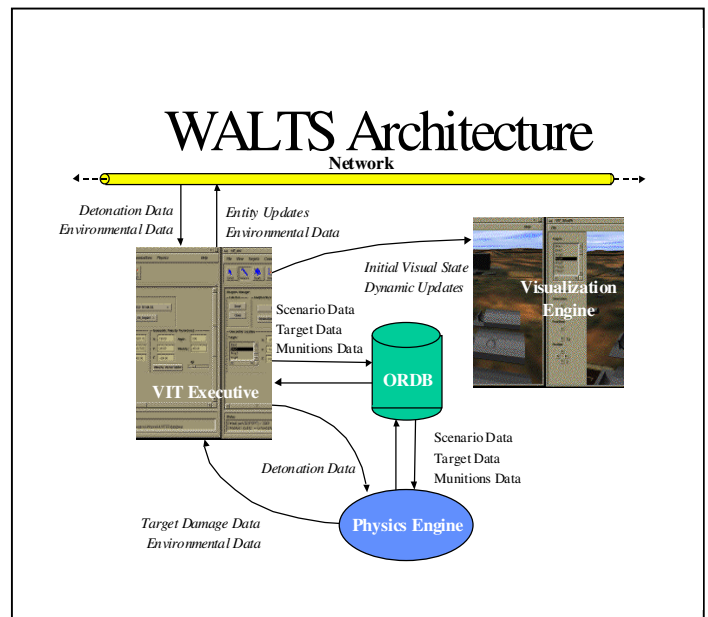 WALTS Architecture
Network
Detonation Data
Environmental Data
Entity Updates
Environmental Data
Initial Visual State
Dynamic Updates
Visualization
Engine
Scenario Data
Target Data
Munitions Data
VIT Executive
ORDB
Scenario Data
Target Data
Munitions Data
Detonation Data
Physics Engine
Target Damage Data
Environmental Data